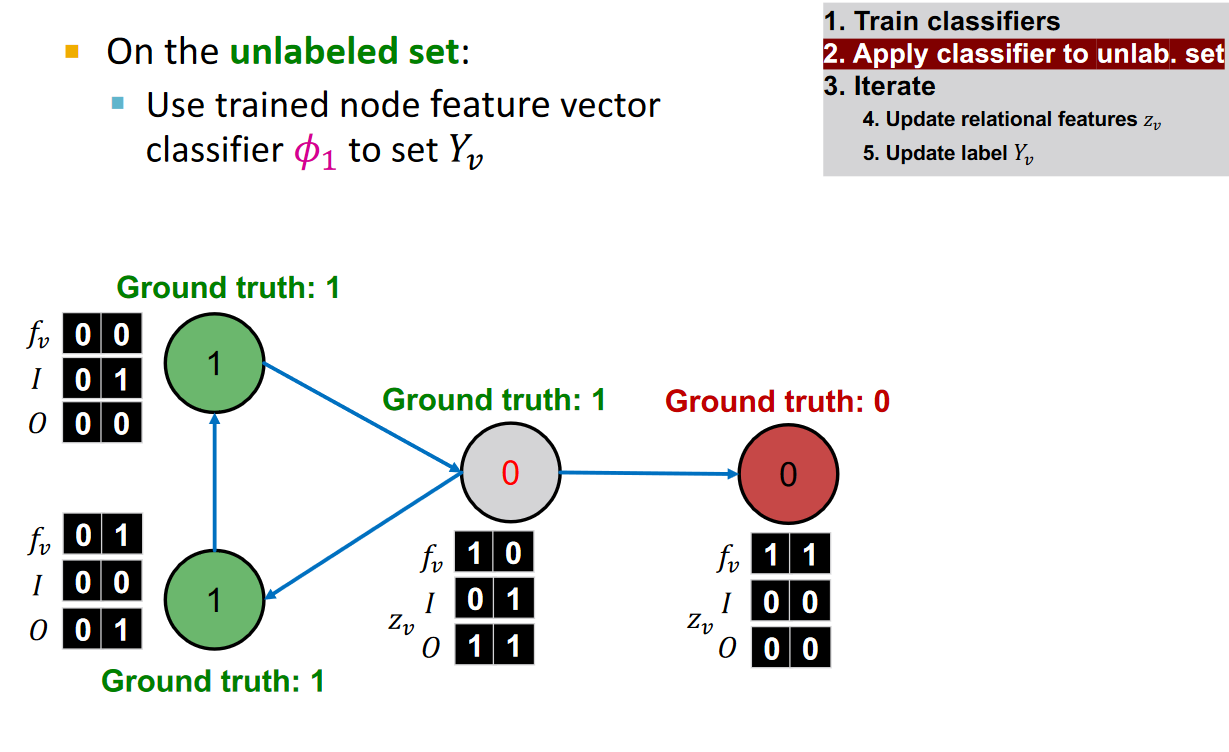 On the unlabeled set:
Use trained node feature vector
classifier ϕ₁ to set Yᵥ
1. Train classifiers
2. Apply classifier to unlab. set
3. Iterate
4. Update relational features zᵥ
5. Update label Yᵥ
Ground truth: 1
fᵥ 0 0
I 0 1
O 0 0
1
Ground truth: 1
0
Ground truth: 0
0
fᵥ 0 1
I 0 0
O 0 1
1
Ground truth: 1
fᵥ 1 0
I 0 1
zᵥ
O 1 1
fᵥ 1 1
I 0 0
zᵥ
O 0 0